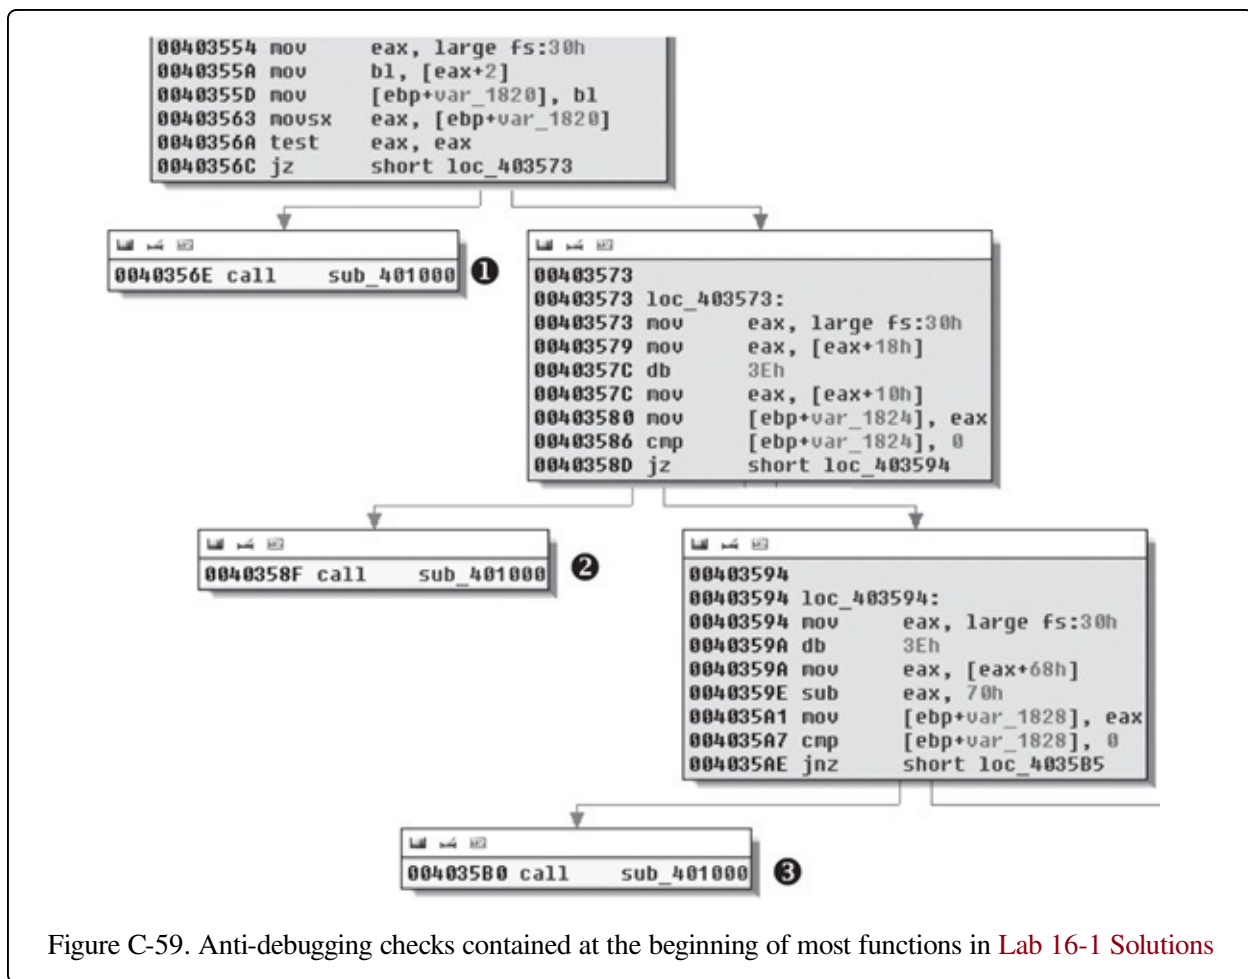 00403554 mov eax, large fs:30h
0040355A mov bl, [eax+2]
0040355D mov [ebp+var_1820], bl
00403563 movsx eax, [ebp+var_1820]
0040356A test eax, eax
0040356C jz short loc_403573
0040356E call sub_401000 ❶
00403573
00403573 loc_403573:
00403573 mov eax, large fs:30h
00403579 mov eax, [eax+18h]
0040357C db 3Eh
0040357C mov eax, [eax+10h]
00403580 mov [ebp+var_1824], eax
00403586 cmp [ebp+var_1824], 0
0040358D jz short loc_403594
0040358F call sub_401000 ❷
00403594
00403594 loc_403594:
00403594 mov eax, large fs:30h
0040359A db 3Eh
0040359A mov eax, [eax+68h]
0040359E sub eax, 70h
004035A1 mov [ebp+var_1828], eax
004035A7 cmp [ebp+var_1828], 0
004035AE jnz short loc_4035B5
004035B0 call sub_401000 ❸
Figure C-59. Anti-debugging checks contained at the beginning of most functions in Lab 16-1 Solutions